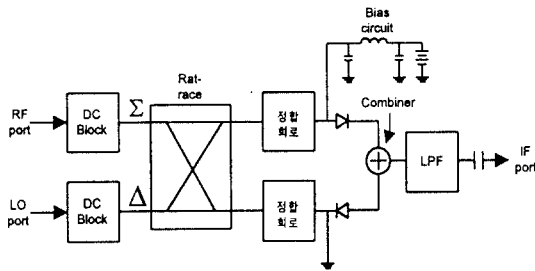 Bias
circuit
Rat-
race
Combiner
RF
port
DC
Block
Σ
정합
회로
LPF
IF
port
LO
port
DC
Block
Δ
정합
회로